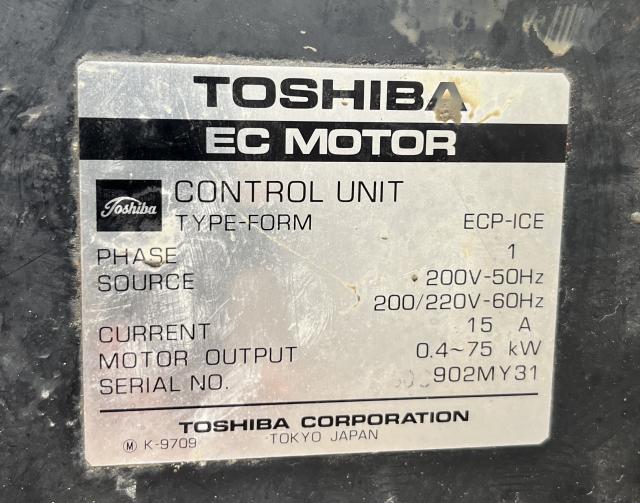 TOSHIBA
EC MOTOR
Toshiba
CONTROL UNIT
TYPE-FORM ECP-ICE
PHASE 1
SOURCE 200V-50Hz
200/220V-60Hz
CURRENT 15 A
MOTOR OUTPUT 0.4~75 kW
SERIAL NO. 902MY31
TOSHIBA CORPORATION
Ⓜ K-9709 TOKYO JAPAN